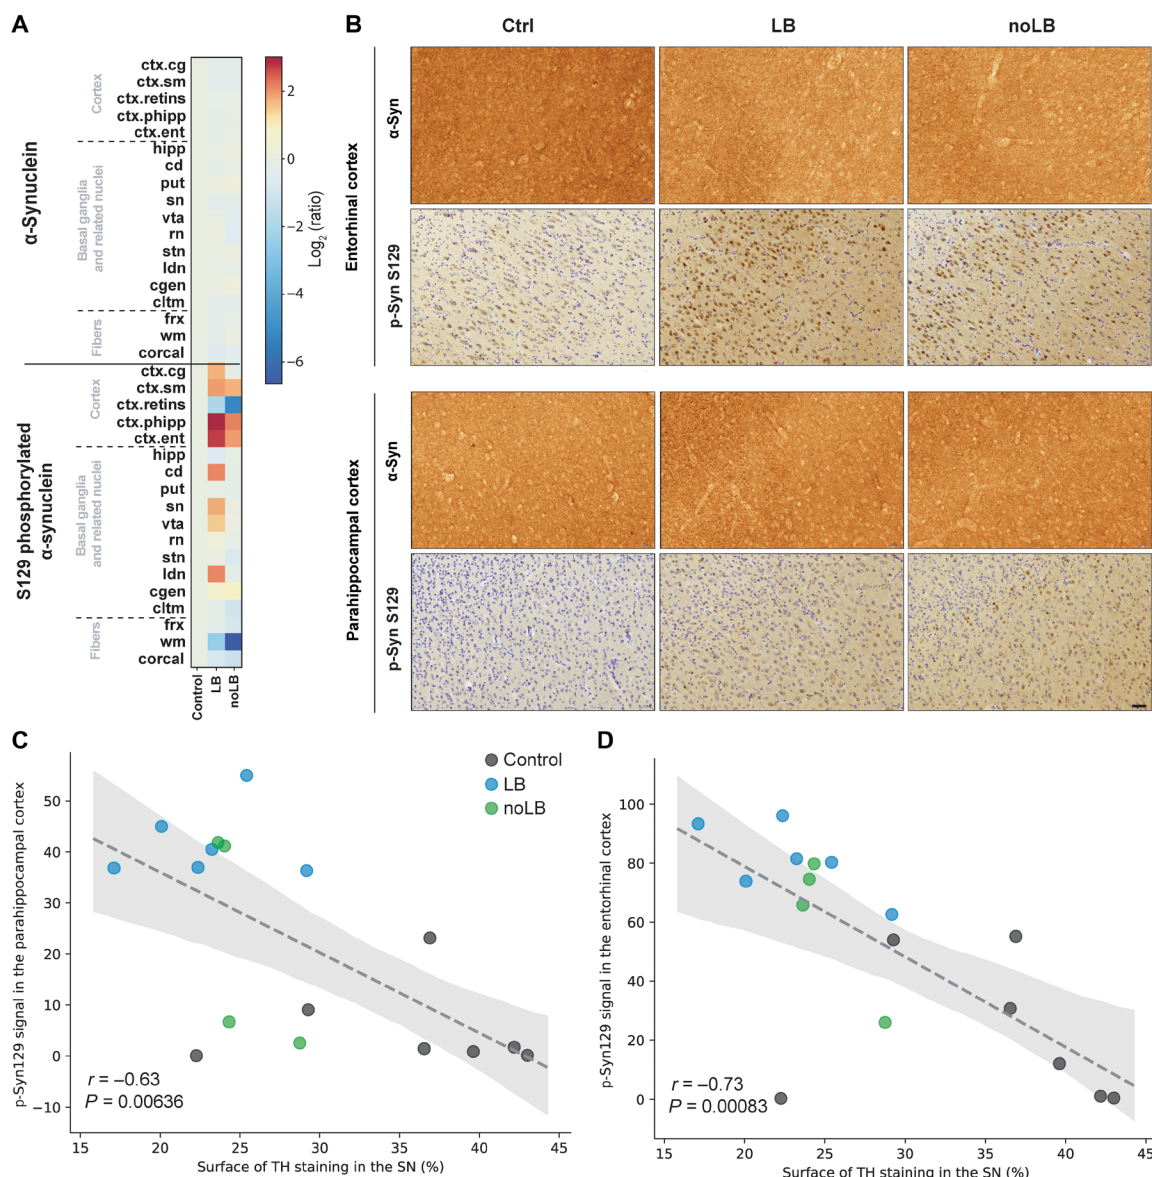 A
α-Synuclein
Cortex
ctx.cg
ctx.sm
ctx.retins
ctx.phipp
ctx.ent
Basal ganglia
and related nuclei
hipp
cd
put
sn
vta
rn
stn
ldn
cgen
cltm
Fibers
frx
wm
corcal
S129 phosphorylated
α-synuclein
Cortex
ctx.cg
ctx.sm
ctx.retins
ctx.phipp
ctx.ent
Basal ganglia
and related nuclei
hipp
cd
put
sn
vta
rn
stn
ldn
cgen
cltm
Fibers
frx
wm
corcal
Control
LB
noLB
2
0
−2
−4
−6
Log2 (ratio)
B
Ctrl
LB
noLB
Entorhinal cortex
α-Syn
p-Syn S129
Parahippocampal cortex
α-Syn
p-Syn S129
C
Control
LB
noLB
p-Syn129 signal in the parahippocampal cortex
50
40
30
20
10
0
−10
r = −0.63
P = 0.00636
15
20
25
30
35
40
45
Surface of TH staining in the SN (%)
D
p-Syn129 signal in the entorhinal cortex
100
80
60
40
20
0
r = −0.73
P = 0.00083
15
20
25
30
35
40
45
Surface of TH staining in the SN (%)